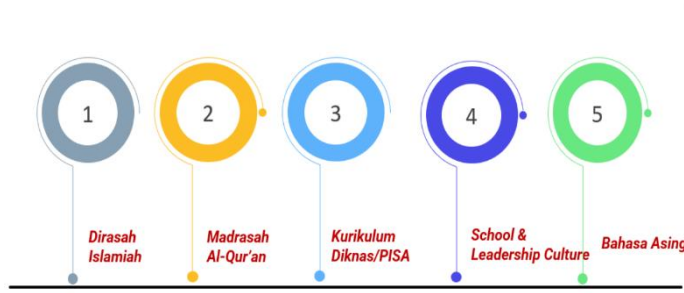 1
2
3
4
5
Dirasah
Islamiah
Madrasah
Al-Qur'an
Kurikulum
Diknas/PISA
School &
Leadership Culture
Bahasa Asing